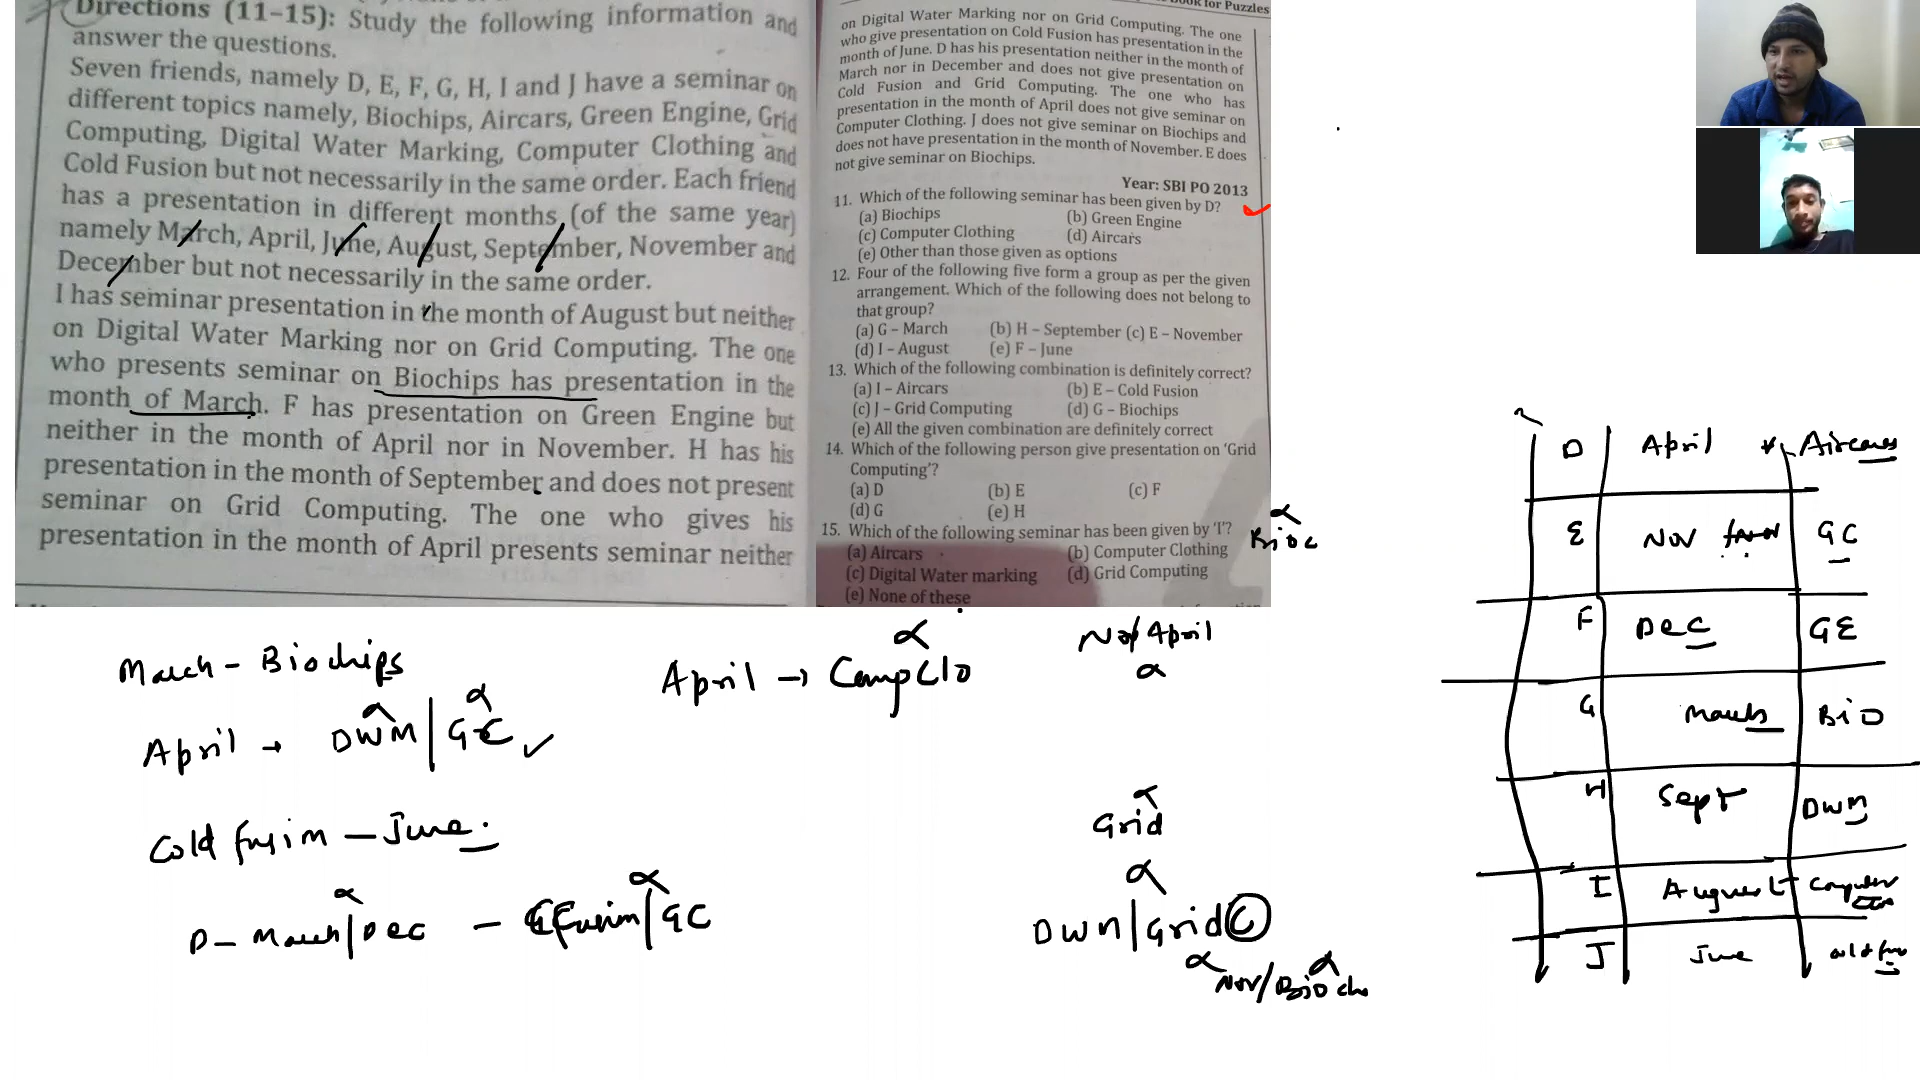 Directions (11-15): Study the following information and
answer the questions.
Seven friends, namely D, E, F, G, H, I and J have a seminar on
different topics namely, Biochips, Aircars, Green Engine, Grid
Computing, Digital Water Marking, Computer Clothing and
Cold Fusion but not necessarily in the same order. Each friend
has a presentation in different months (of the same year)
namely March, April, June, August, September, November and
December but not necessarily in the same order.
I has seminar presentation in the month of August but neither
on Digital Water Marking nor on Grid Computing. The one
who presents seminar on Biochips has presentation in the
month of March. F has presentation on Green Engine but
neither in the month of April nor in November. H has his
presentation in the month of September and does not present
seminar on Grid Computing. The one who gives his
presentation in the month of April presents seminar neither
Book for Puzzles
on Digital Water Marking nor on Grid Computing. The one
who give presentation on Cold Fusion has presentation in the
month of June. D has his presentation neither in the month of
March nor in December and does not give presentation on
Cold Fusion and Grid Computing. The one who has
presentation in the month of April does not give seminar on
Computer Clothing. J does not give seminar on Biochips and
does not have presentation in the month of November. E does
not give seminar on Biochips.
Year: SBI PO 2013
11. Which of the following seminar has been given by D?
(a) Biochips (b) Green Engine
(c) Computer Clothing (d) Aircars
(e) Other than those given as options
12. Four of the following five form a group as per the given
arrangement. Which of the following does not belong to
that group?
(a) G – March (b) H – September (c) E – November
(d) I – August (e) F – June
13. Which of the following combination is definitely correct?
(a) I – Aircars (b) E – Cold Fusion
(c) J – Grid Computing (d) G – Biochips
(e) All the given combination are definitely correct
14. Which of the following person give presentation on 'Grid
Computing'?
(a) D (b) E (c) F
(d) G (e) H
15. Which of the following seminar has been given by 'I'?
(a) Aircars (b) Computer Clothing
(c) Digital Water marking (d) Grid Computing
(e) None of these
March - Biochips
April → DWM | GC
Cold fusion - June.
D - March/Dec - Fusion | GC
April → Comp Clo
Nov/April
Grid
DWM | Grid C
Nov/Bio
Bioc
D April Aircars
E Nov GC
F Dec GE
G March Bio
H Sept DWM
I August Computer
J June